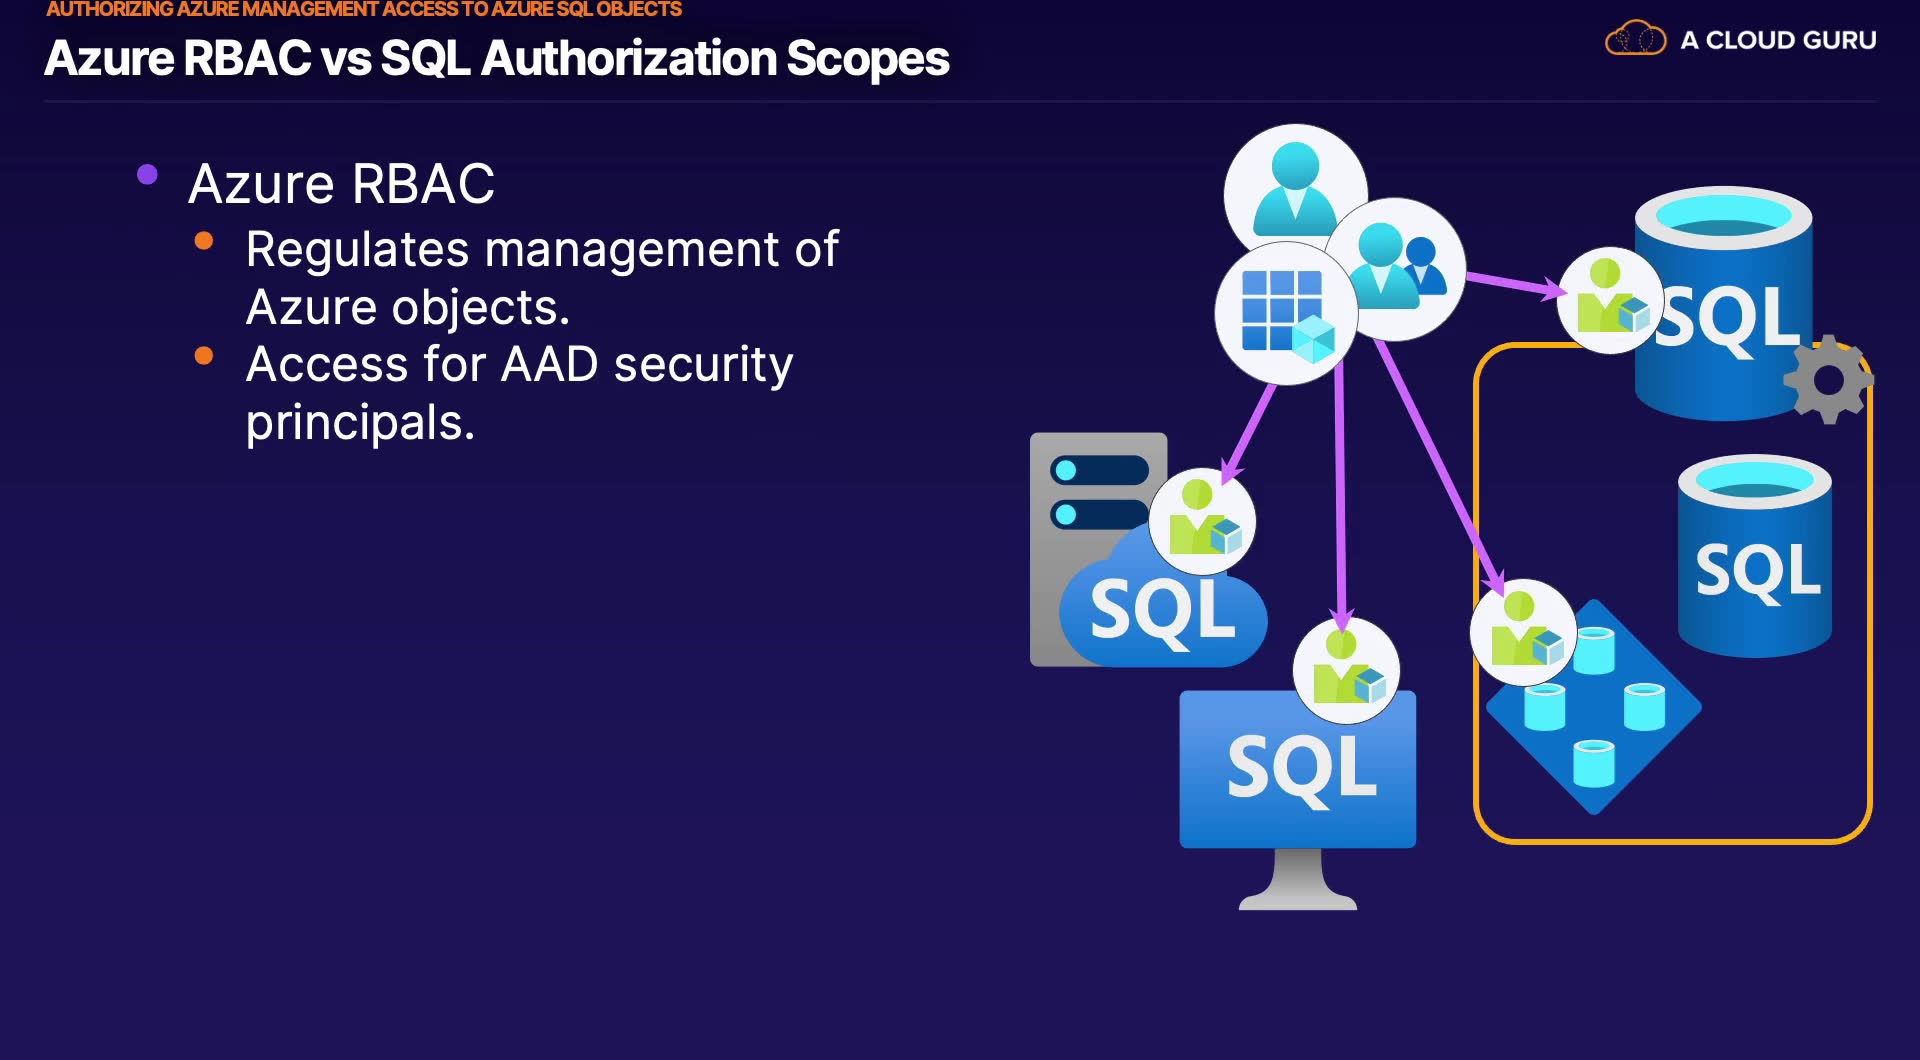 AUTHORIZING AZURE MANAGEMENT ACCESS TO AZURE SQL OBJECTS
Azure RBAC vs SQL Authorization Scopes
A CLOUD GURU
Azure RBAC
Regulates management of
Azure objects.
Access for AAD security
principals.
SQL
SQL
SQL
SQL